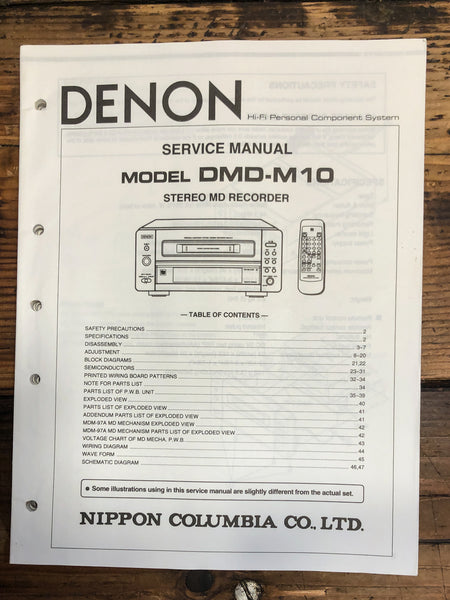 DENON
Hi-Fi Personal Component System
SERVICE MANUAL
MODEL DMD-M10
STEREO MD RECORDER
DENON
— TABLE OF CONTENTS —
SAFETY PRECAUTIONS 2
SPECIFICATIONS 2
DISASSEMBLY 3–7
ADJUSTMENT 8–20
BLOCK DIAGRAMS 21,22
SEMICONDUCTORS 23–31
PRINTED WIRING BOARD PATTERNS 32–34
NOTE FOR PARTS LIST 34
PARTS LIST OF P.W.B. UNIT 35–39
EXPLODED VIEW 40
PARTS LIST OF EXPLODED VIEW 41
ADDENDUM PARTS LIST OF EXPLODED VIEW 41
MDM-97A MD MECHANISM EXPLODED VIEW 42
MDM-97A MD MECHANISM PARTS LIST OF EXPLODED VIEW 42
VOLTAGE CHART OF MD MECHA. P.W.B. 43
WIRING DIAGRAM 44
WAVE FORM 45
SCHEMATIC DIAGRAM 46,47
● Some illustrations using in this service manual are slightly different from the actual set.
NIPPON COLUMBIA CO., LTD.